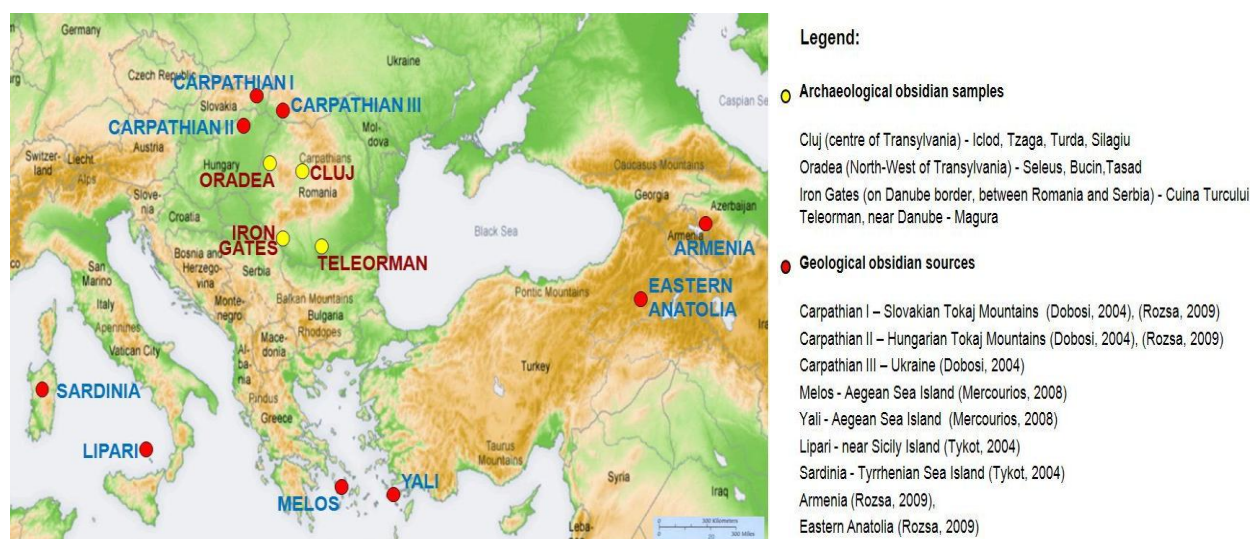 Germany
Czech Republic
Ukraine
CARPATHIAN I
Slovakia
CARPATHIAN III
CARPATHIAN II
Mol-
dova
Caspian Se
Switzer-
land
Liecht.
Alps
Austria
Hungary
Carpathians
ORADEA
CLUJ
Romania
Caucasus Mountains
Slove-
nia
Croatia
Georgia
Azerbaijan
Armenia
ARMENIA
IRON
GATES
Black Sea
TELEORMAN
San
Marino
Bosnia and
Herzego-
vina
Serbia
Italy
Monte-
negro
Balkan Mountains
Bulgaria
Pontic Mountains
EASTERN
ANATOLIA
Apennines
Rhodopes
Vatican City
Mace-
donia
Al-
ba-
nia
Ira
Turkey
SARDINIA
Pindus
Greece
LIPARI
Taurus
Mountains
YALI
MELOS
Syria
Iraq
Leba-
300 Kilometers
300 Miles
Legend:
Archaeological obsidian samples
Cluj (centre of Transylvania) - Iclod, Tzaga, Turda, Silagiu
Oradea (North-West of Transylvania) - Seleus, Bucin,Tasad
Iron Gates (on Danube border, between Romania and Serbia) - Cuina Turcului
Teleorman, near Danube - Magura
Geological obsidian sources
Carpathian I – Slovakian Tokaj Mountains (Dobosi, 2004), (Rozsa, 2009)
Carpathian II – Hungarian Tokaj Mountains (Dobosi, 2004), (Rozsa, 2009)
Carpathian III – Ukraine (Dobosi, 2004)
Melos - Aegean Sea Island (Mercourios, 2008)
Yali - Aegean Sea Island (Mercourios, 2008)
Lipari - near Sicily Island (Tykot, 2004)
Sardinia - Tyrrhenian Sea Island (Tykot, 2004)
Armenia (Rozsa, 2009),
Eastern Anatolia (Rozsa, 2009)